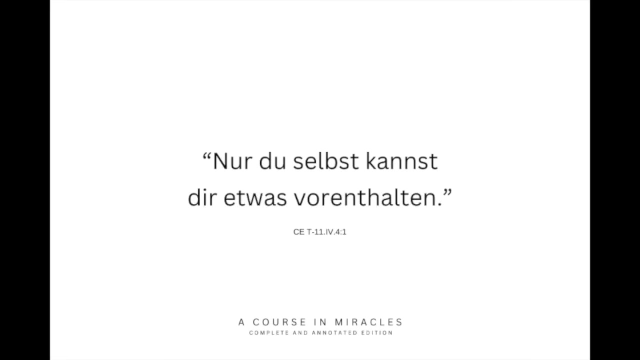 “Nur du selbst kannst
dir etwas vorenthalten.”
CE T-11.IV.4:1
A COURSE IN MIRACLES
COMPLETE AND ANNOTATED EDITION